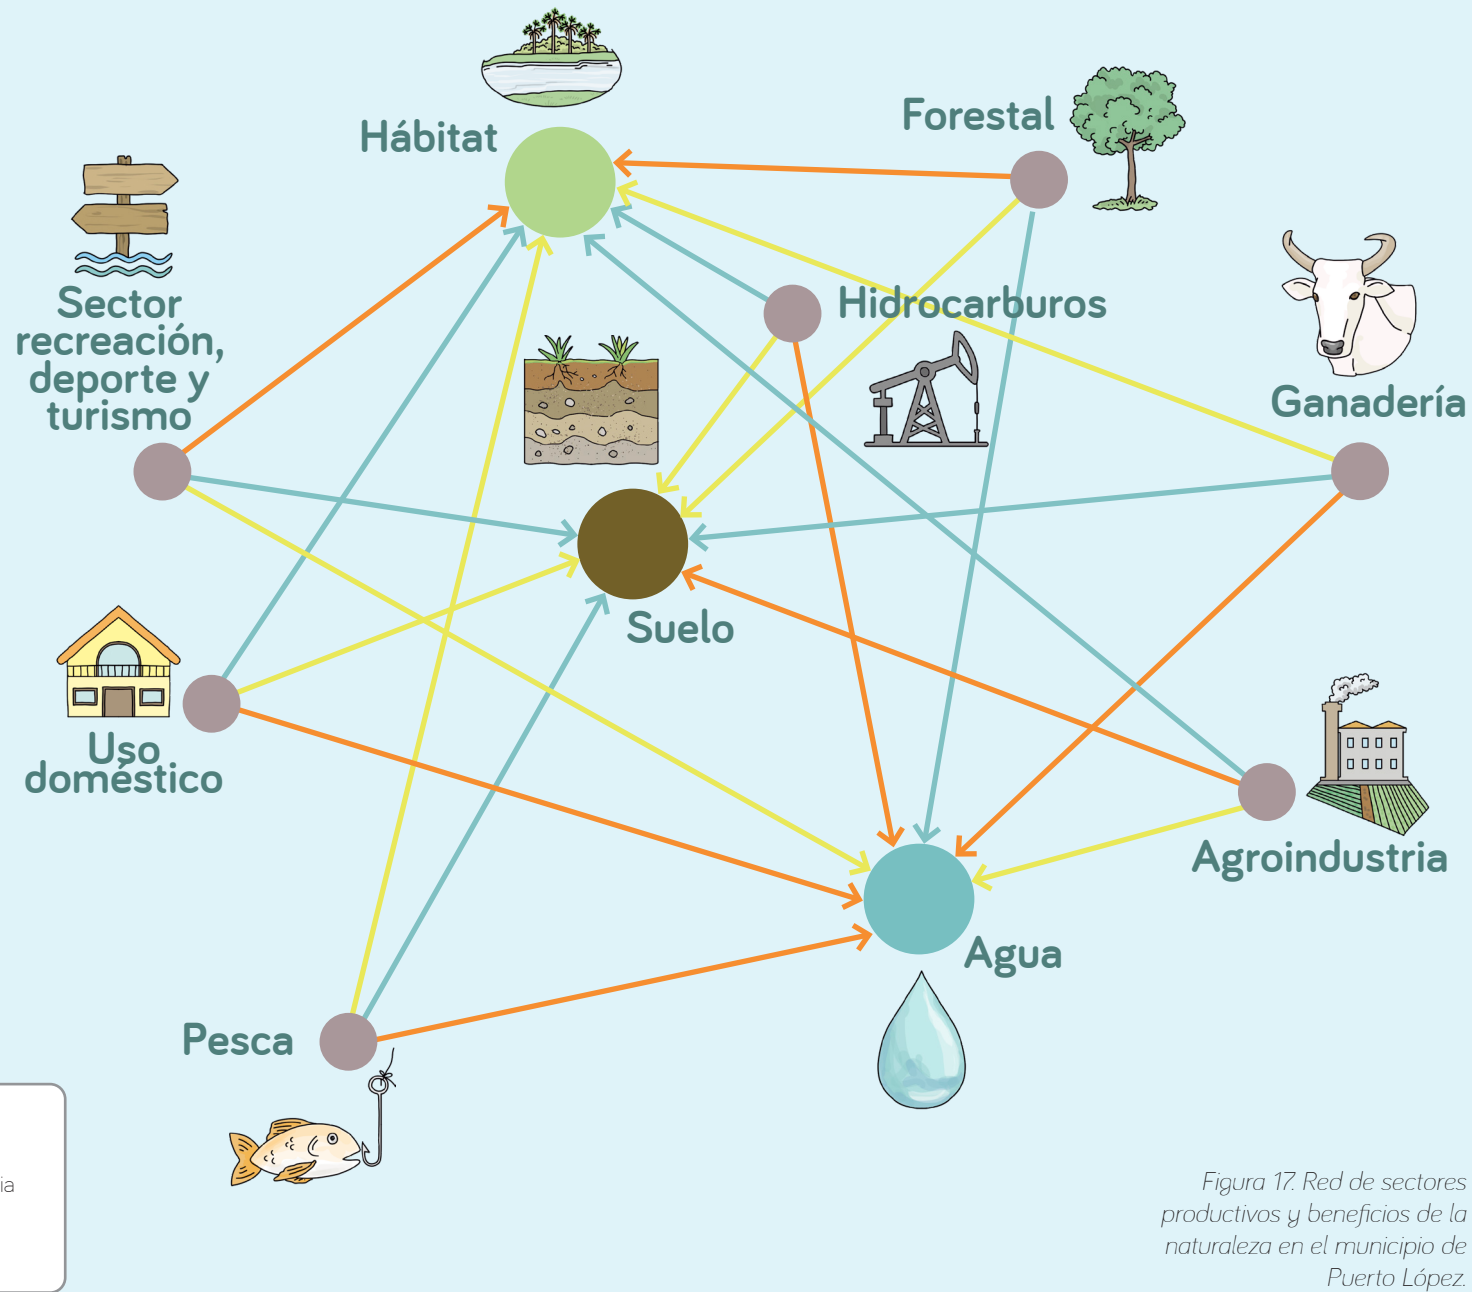 Hábitat
Forestal
Sector
recreación,
deporte y
turismo
Hidrocarburos
Ganadería
Suelo
Uso
doméstico
Agroindustria
Agua
Pesca
ia
Figura 17. Red de sectores
productivos y beneficios de la
naturaleza en el municipio de
Puerto López.